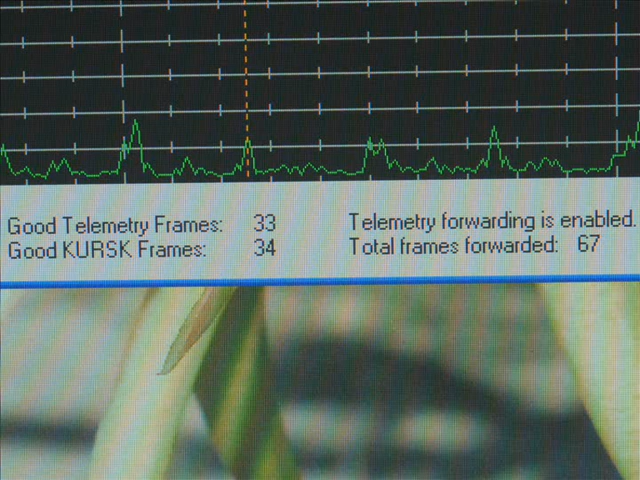 Good Telemetry Frames: 33 Telemetry forwarding is enabled.
Good KURSK Frames: 34 Total frames forwarded: 67